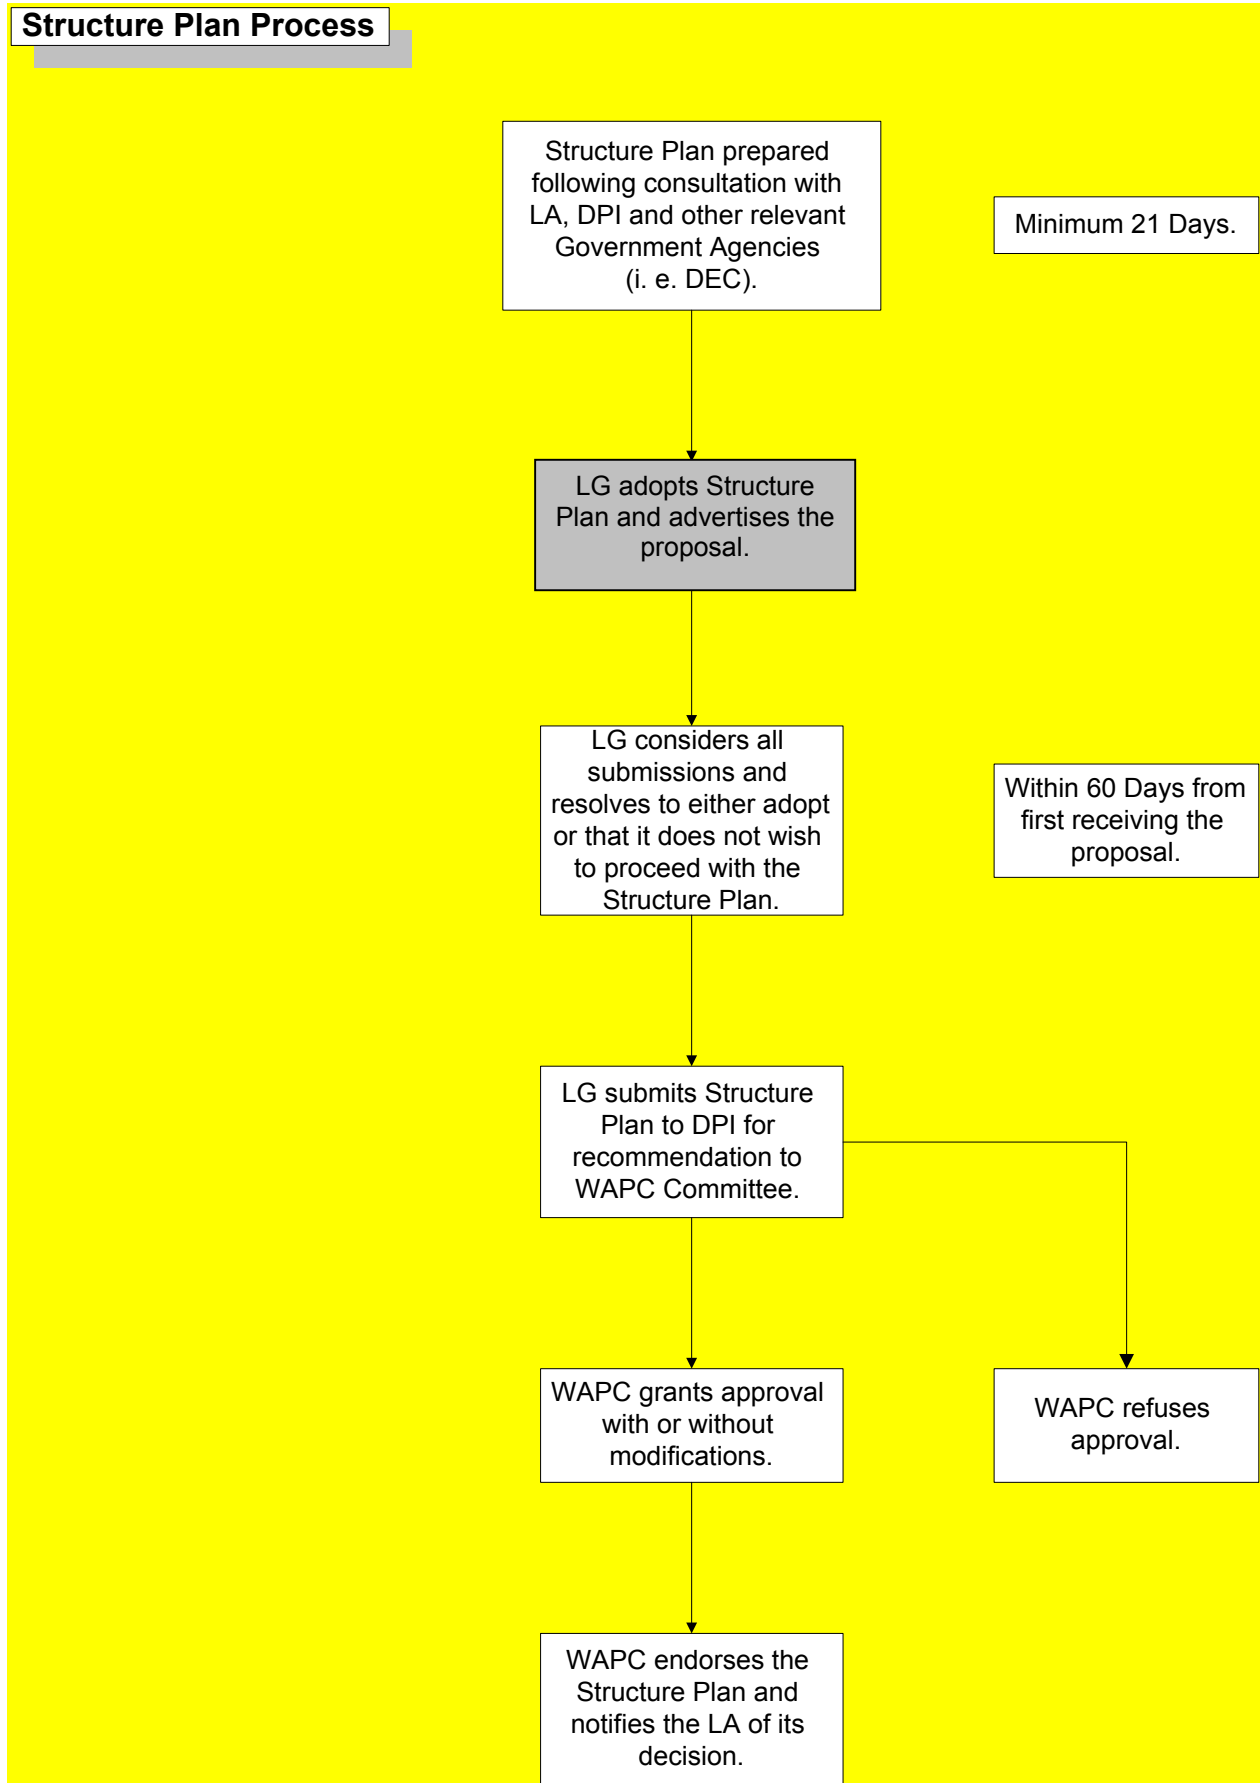 Structure Plan Process
Structure Plan prepared
following consultation with
LA, DPI and other relevant
Government Agencies
(i. e. DEC).
Minimum 21 Days.
LG adopts Structure
Plan and advertises the
proposal.
LG considers all
submissions and
resolves to either adopt
or that it does not wish
to proceed with the
Structure Plan.
Within 60 Days from
first receiving the
proposal.
LG submits Structure
Plan to DPI for
recommendation to
WAPC Committee.
WAPC grants approval
with or without
modifications.
WAPC refuses
approval.
WAPC endorses the
Structure Plan and
notifies the LA of its
decision.